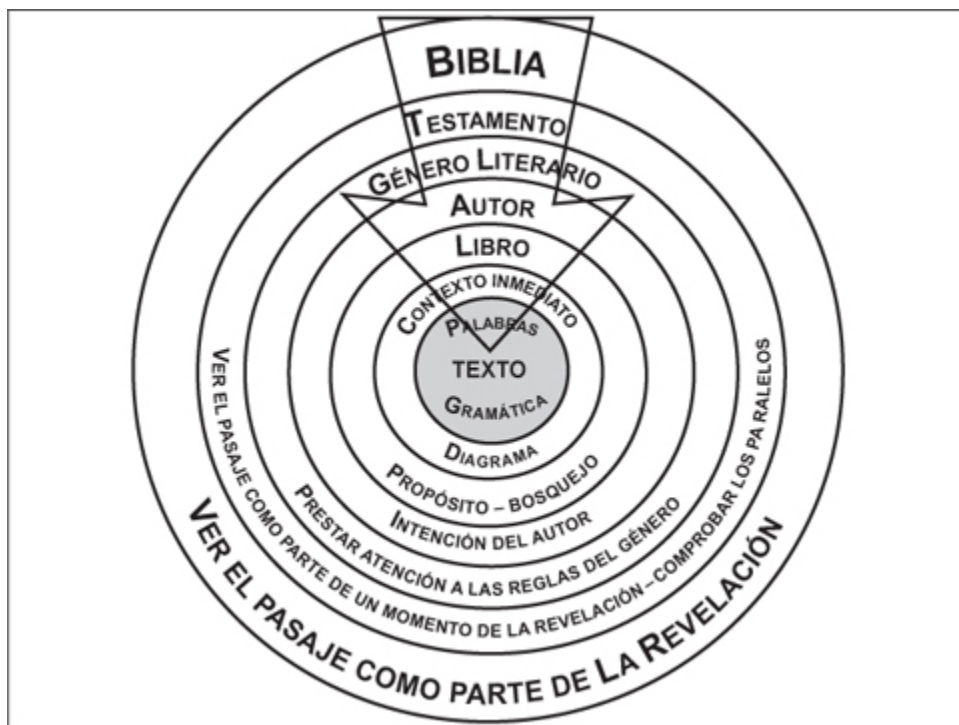 BIBLIA
TESTAMENTO
GÉNERO LITERARIO
AUTOR
LIBRO
CONTEXTO INMEDIATO
PALABRAS
TEXTO
GRAMÁTICA
DIAGRAMA
PROPÓSITO – BOSQUEJO
INTENCIÓN DEL AUTOR
PRESTAR ATENCIÓN A LAS REGLAS DEL GÉNERO
VER EL PASAJE COMO PARTE DE UN MOMENTO DE LA REVELACIÓN – COMPROBAR LOS PA RALELOS
VER EL PASAJE COMO PARTE DE LA REVELACIÓN